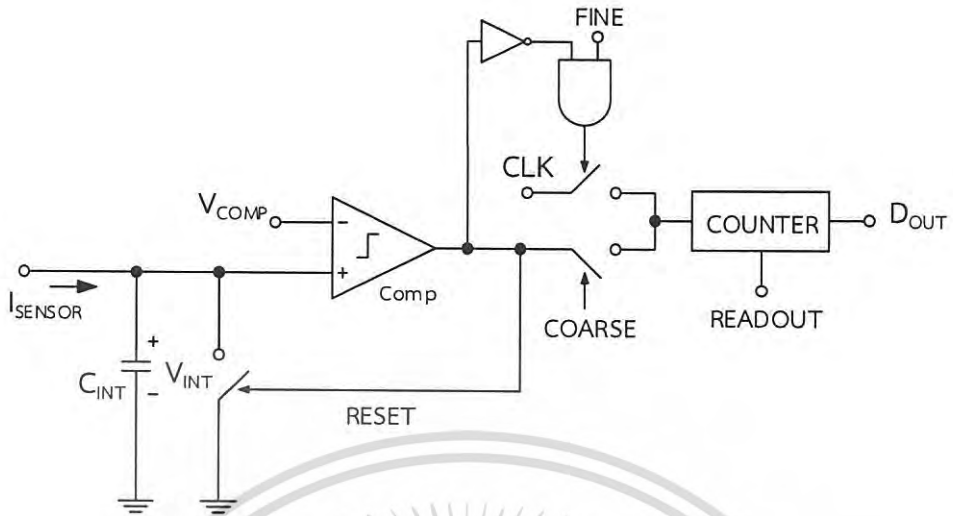 FINE
CLK
V_COMP
COUNTER
D_OUT
I_SENSOR
Comp
COARSE
READOUT
C_INT
V_INT
RESET